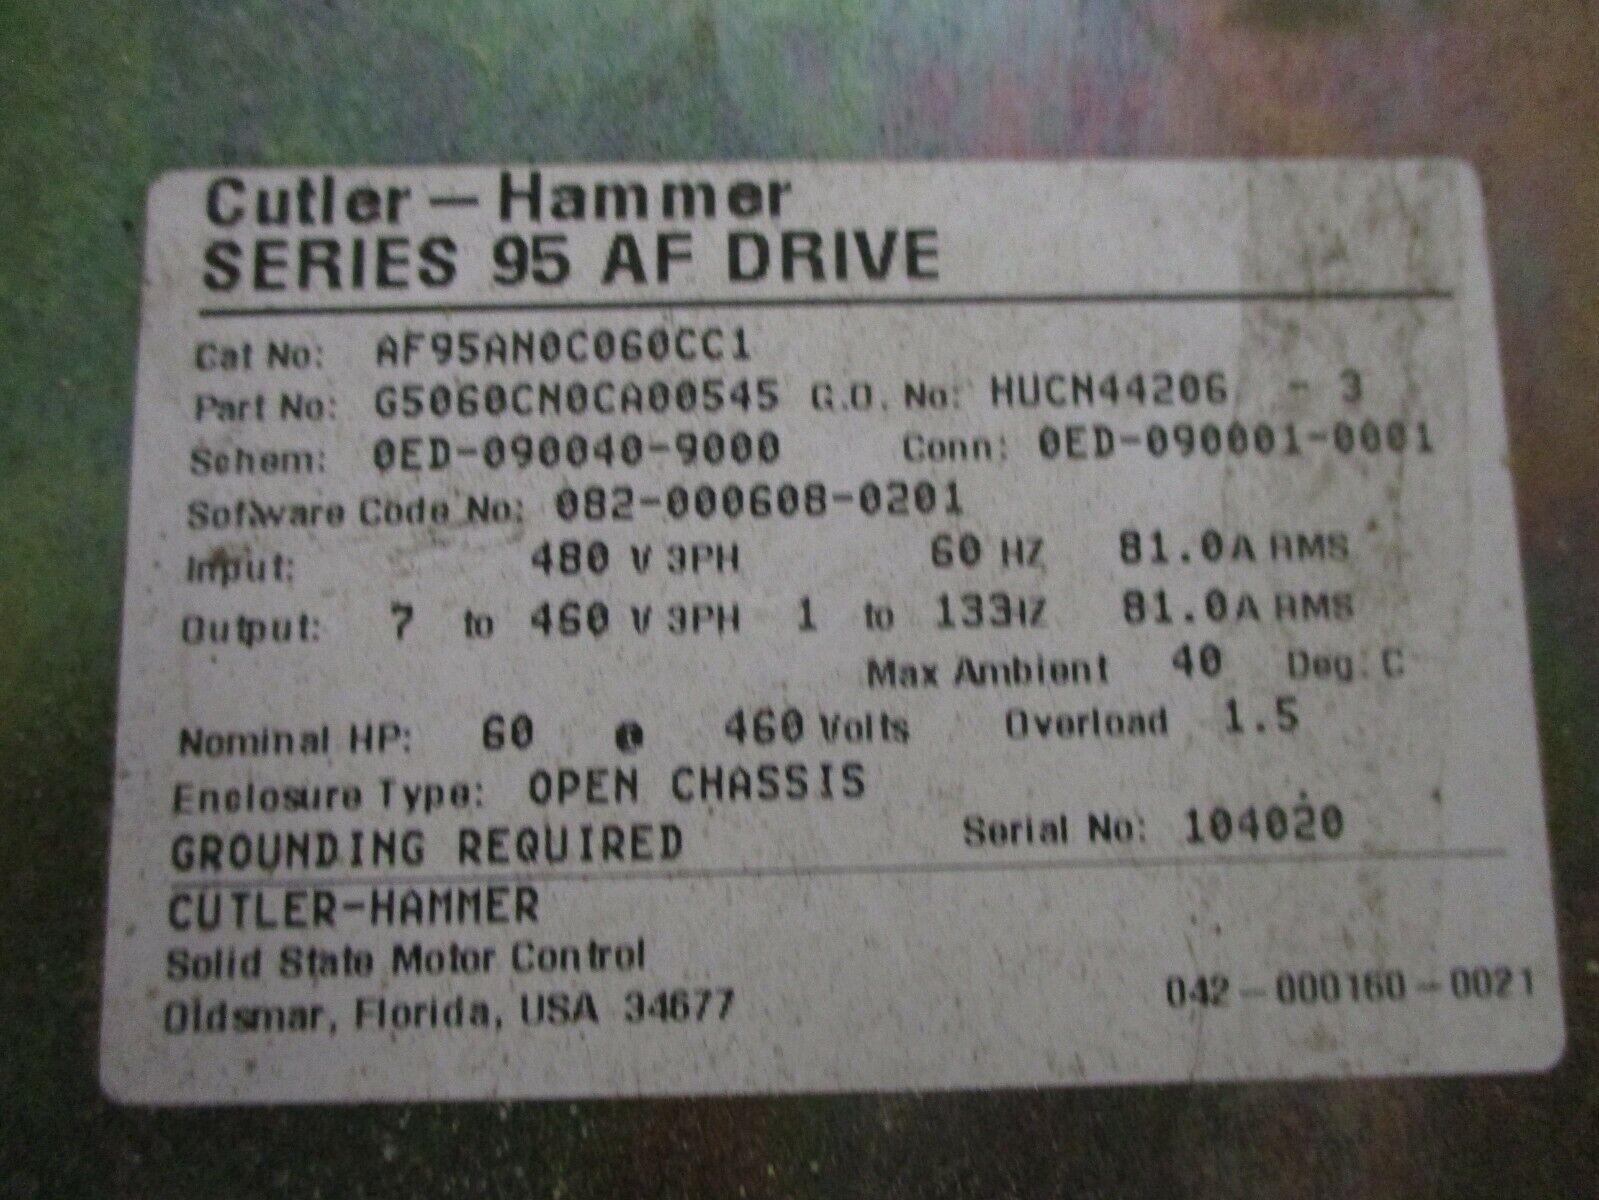 Cutler-Hammer
SERIES 95 AF DRIVE
Cat No: AF95AN0C060CC1
Part No: G5060CN0CA00545 G.O. No: HUCN44206 - 3
Schem: 0ED-090040-9000 Conn: 0ED-090001-0001
Software Code No: 082-000608-0201
Input: 480 V 3PH 60 HZ 81.0A RMS
Output: 7 to 460 V 3PH 1 to 133HZ 81.0A RMS
Max Ambient 40 Deg. C
Nominal HP: 60 @ 460 Volts Overload 1.5
Enclosure Type: OPEN CHASSIS
GROUNDING REQUIRED Serial No: 104020
CUTLER-HAMMER
Solid State Motor Control
Oldsmar, Florida, USA 34677
042-000160-0021